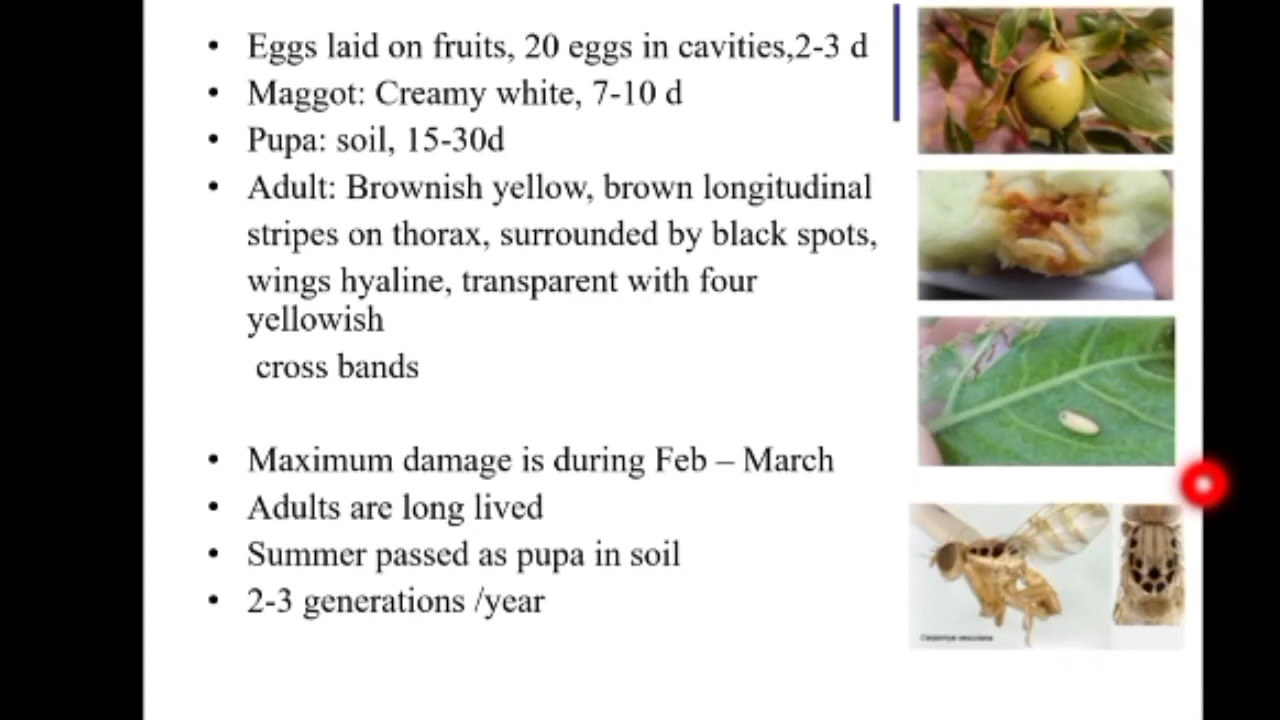 • Eggs laid on fruits, 20 eggs in cavities,2-3 d
• Maggot: Creamy white, 7-10 d
• Pupa: soil, 15-30d
• Adult: Brownish yellow, brown longitudinal
stripes on thorax, surrounded by black spots,
wings hyaline, transparent with four
yellowish
cross bands
• Maximum damage is during Feb – March
• Adults are long lived
• Summer passed as pupa in soil
• 2-3 generations /year